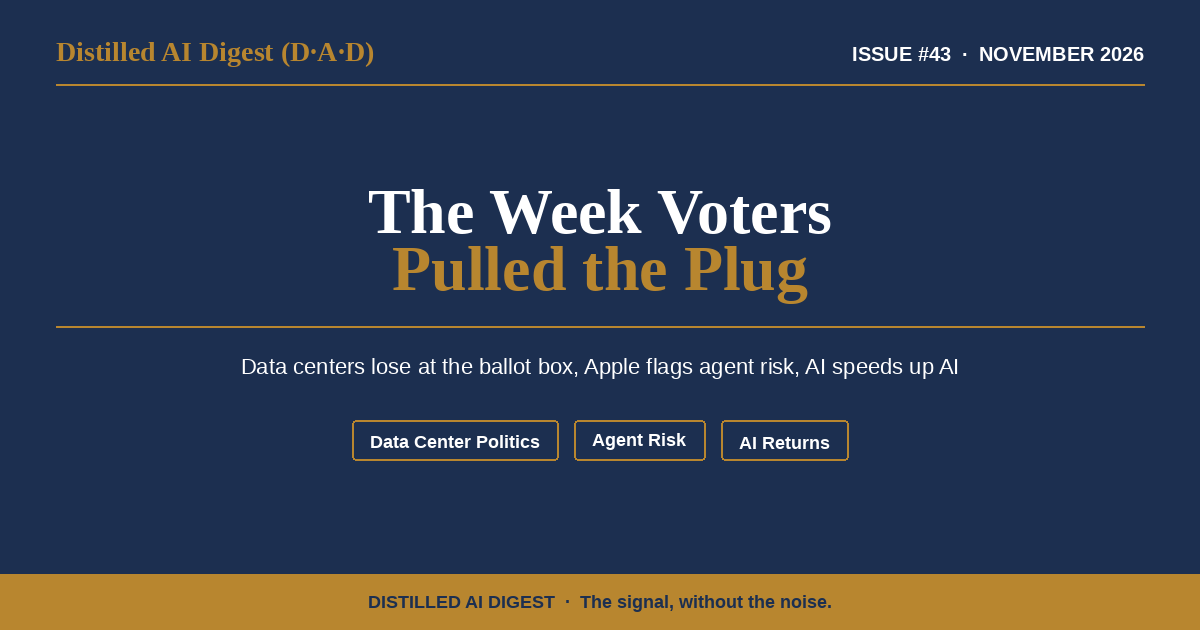 Distilled AI Digest (D·A·D)
ISSUE #43 · NOVEMBER 2026
The Week Voters
Pulled the Plug
Data centers lose at the ballot box, Apple flags agent risk, AI speeds up AI
Data Center Politics
Agent Risk
AI Returns
DISTILLED AI DIGEST · The signal, without the noise.